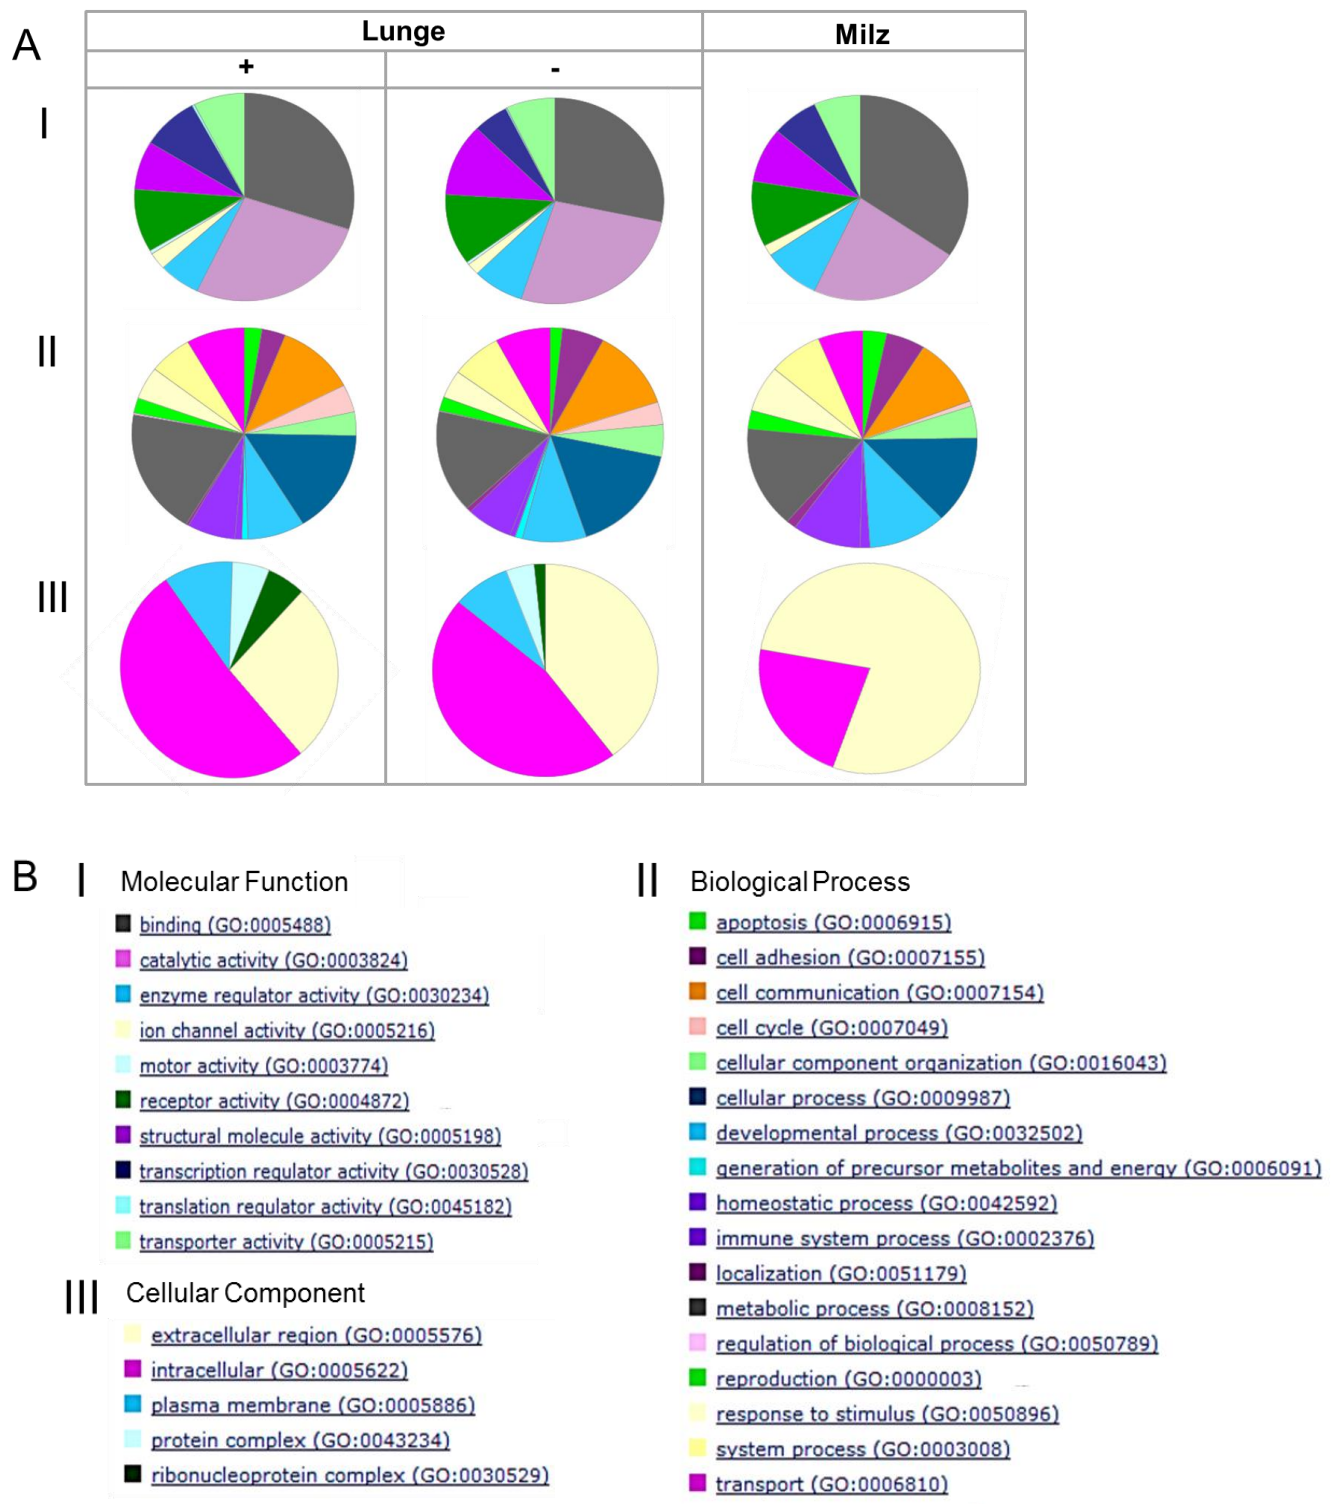 A
Lunge
Milz
+
-
I
II
III
B
I
Molecular Function
binding (GO:0005488)
catalytic activity (GO:0003824)
enzyme regulator activity (GO:0030234)
ion channel activity (GO:0005216)
motor activity (GO:0003774)
receptor activity (GO:0004872)
structural molecule activity (GO:0005198)
transcription regulator activity (GO:0030528)
translation regulator activity (GO:0045182)
transporter activity (GO:0005215)
III
Cellular Component
extracellular region (GO:0005576)
intracellular (GO:0005622)
plasma membrane (GO:0005886)
protein complex (GO:0043234)
ribonucleoprotein complex (GO:0030529)
II
Biological Process
apoptosis (GO:0006915)
cell adhesion (GO:0007155)
cell communication (GO:0007154)
cell cycle (GO:0007049)
cellular component organization (GO:0016043)
cellular process (GO:0009987)
developmental process (GO:0032502)
generation of precursor metabolites and energy (GO:0006091)
homeostatic process (GO:0042592)
immune system process (GO:0002376)
localization (GO:0051179)
metabolic process (GO:0008152)
regulation of biological process (GO:0050789)
reproduction (GO:0000003)
response to stimulus (GO:0050896)
system process (GO:0003008)
transport (GO:0006810)